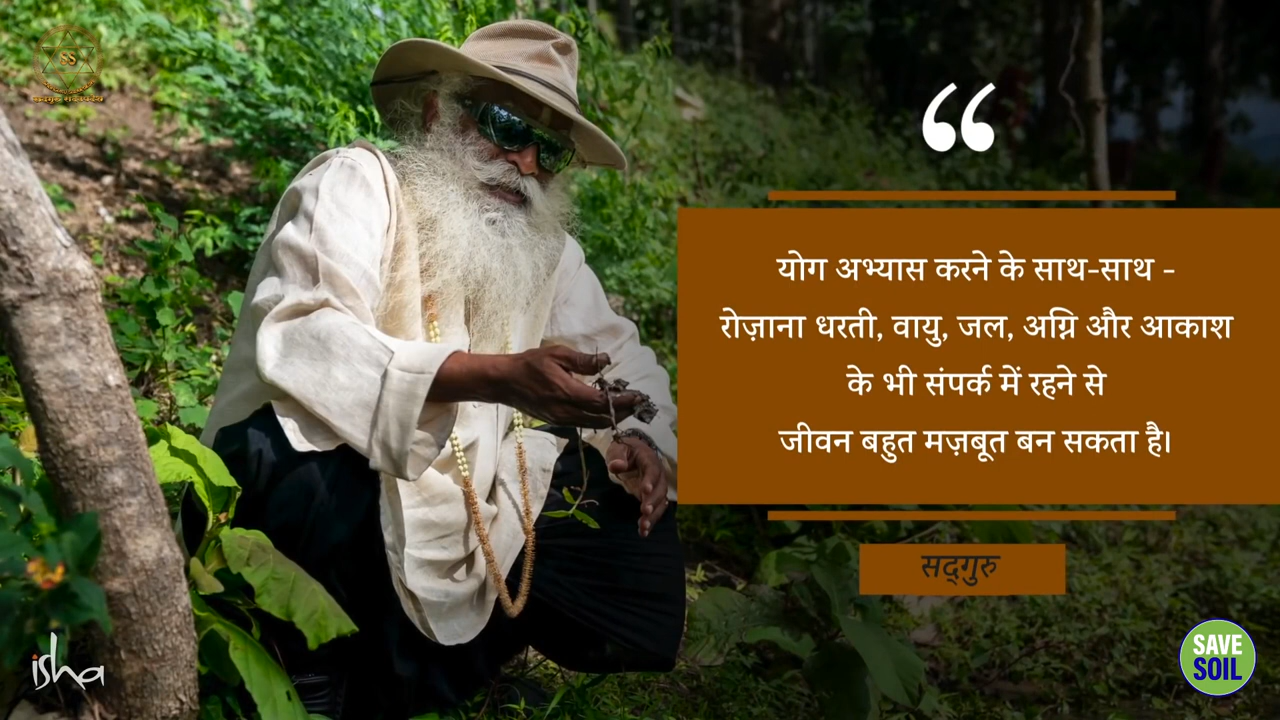 योग अभ्यास करने के साथ-साथ -
रोज़ाना धरती, वायु, जल, अग्नि और आकाश
के भी संपर्क में रहने से
जीवन बहुत मज़बूत बन सकता है।
सद्गुरु
isha
SAVE
SOIL